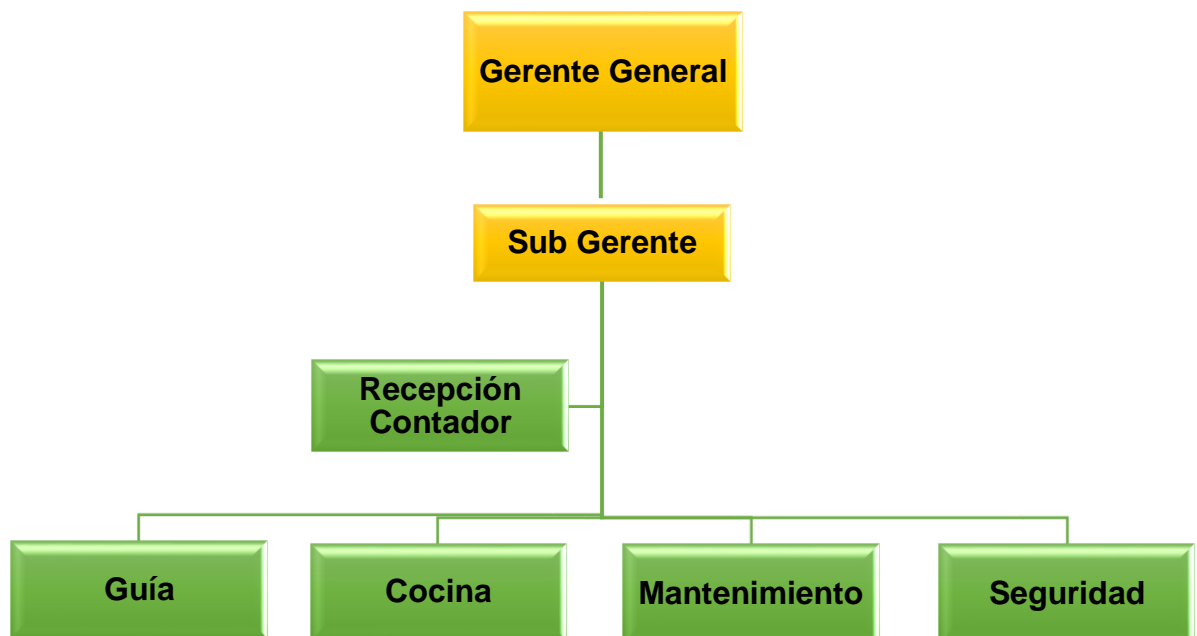 Gerente General
Sub Gerente
Recepción
Contador
Guía
Cocina
Mantenimiento
Seguridad